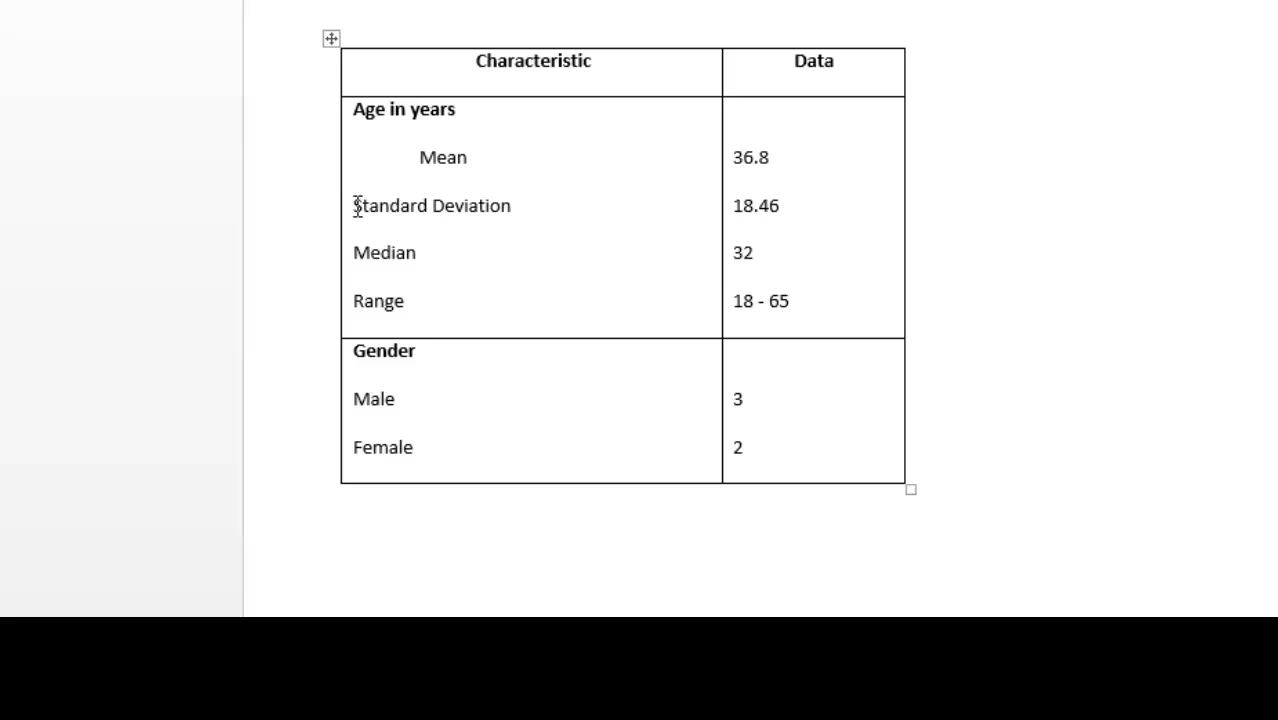 Characteristic Data
Age in years
Mean 36.8
Standard Deviation 18.46
Median 32
Range 18 - 65
Gender
Male 3
Female 2